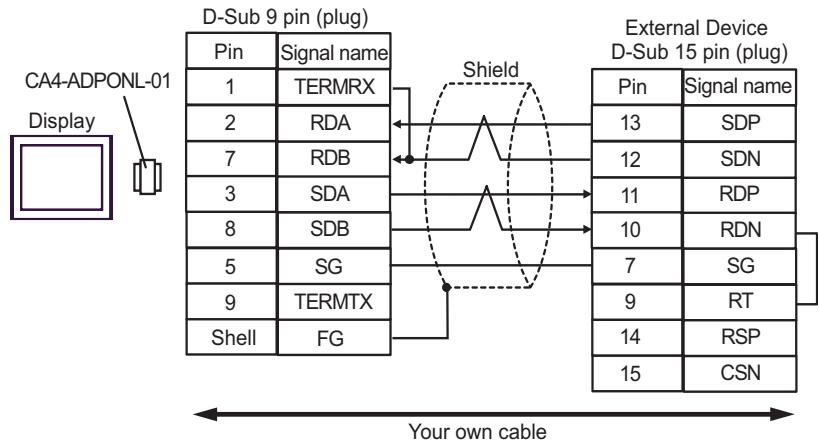 D-Sub 9 pin (plug)
External Device
D-Sub 15 pin (plug)
CA4-ADPONL-01
Display
Shield
Pin Signal name
1 TERMRX
2 RDA
7 RDB
3 SDA
8 SDB
5 SG
9 TERMTX
Shell FG
Pin Signal name
13 SDP
12 SDN
11 RDP
10 RDN
7 SG
9 RT
14 RSP
15 CSN
Your own cable